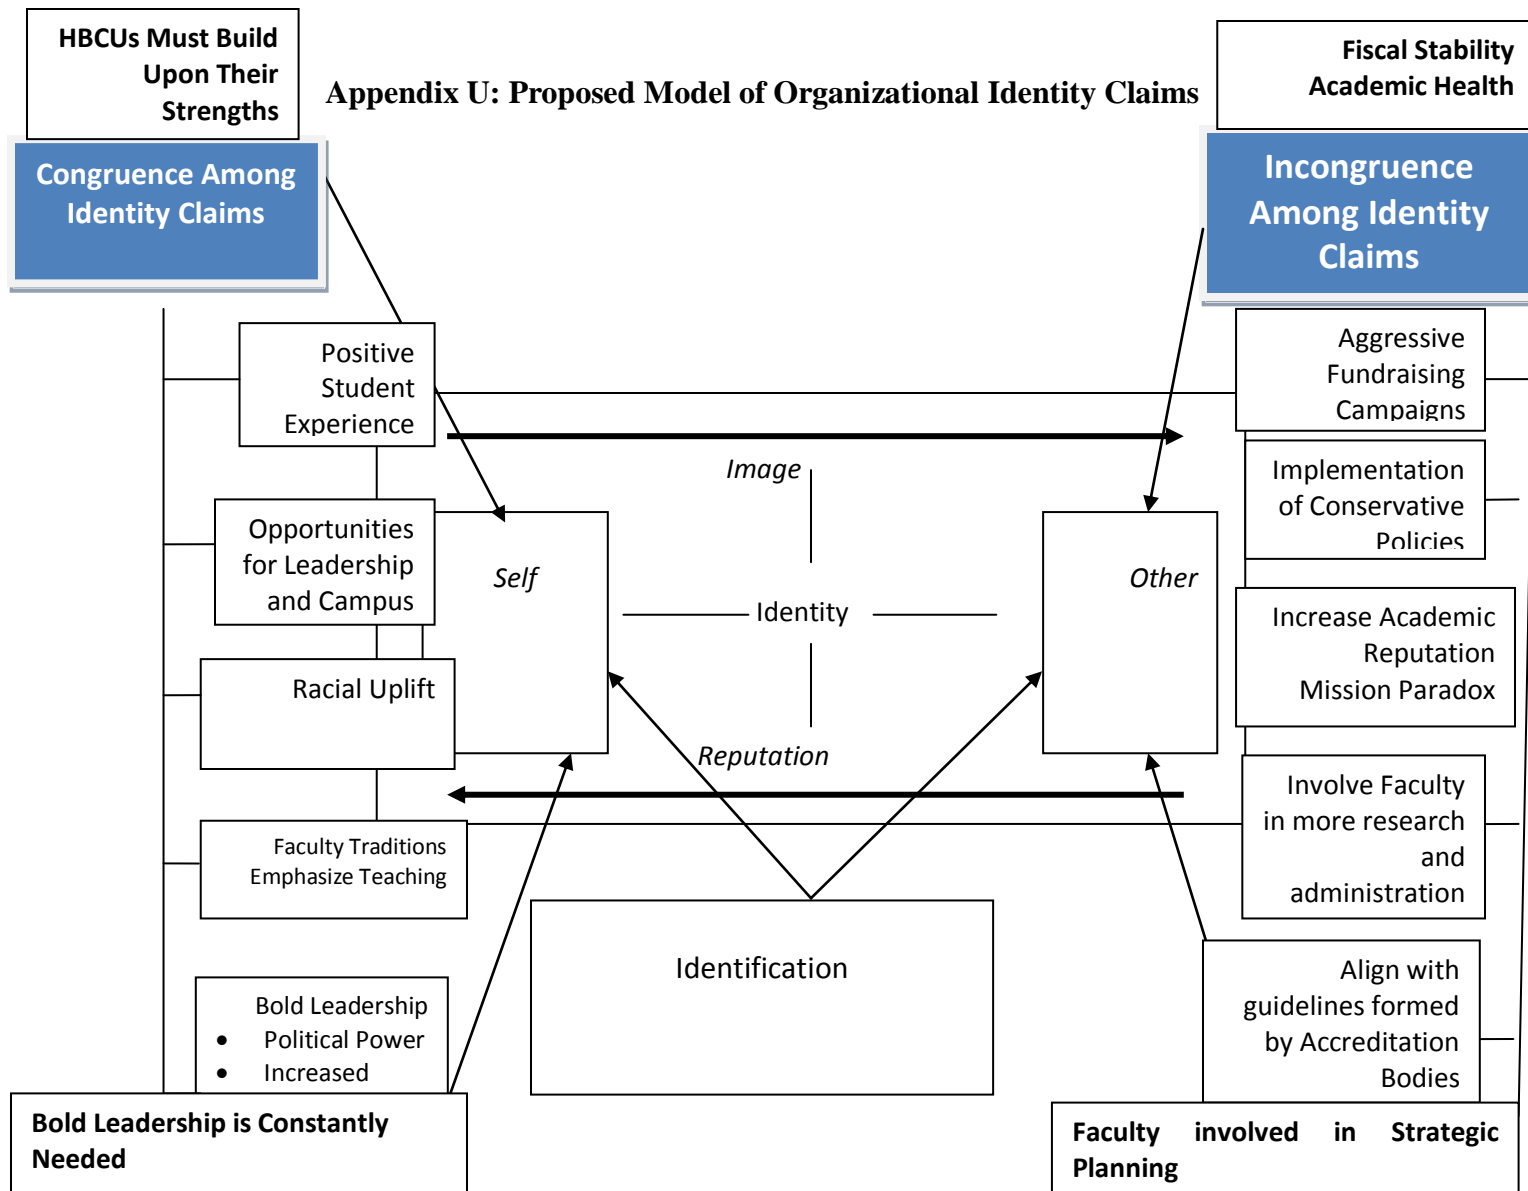 HBCUs Must Build
Upon Their
Strengths
Appendix U: Proposed Model of Organizational Identity Claims
Fiscal Stability
Academic Health
Congruence Among
Identity Claims
Incongruence
Among Identity
Claims
Positive
Student
Experience
Opportunities
for Leadership
and Campus
Racial Uplift
Faculty Traditions
Emphasize Teaching
Bold Leadership
• Political Power
• Increased
Bold Leadership is Constantly
Needed
Image
Self
Identity
Other
Reputation
Identification
Aggressive
Fundraising
Campaigns
Implementation
of Conservative
Policies
Increase Academic
Reputation
Mission Paradox
Involve Faculty
in more research
and
administration
Align with
guidelines formed
by Accreditation
Bodies
Faculty involved in Strategic
Planning